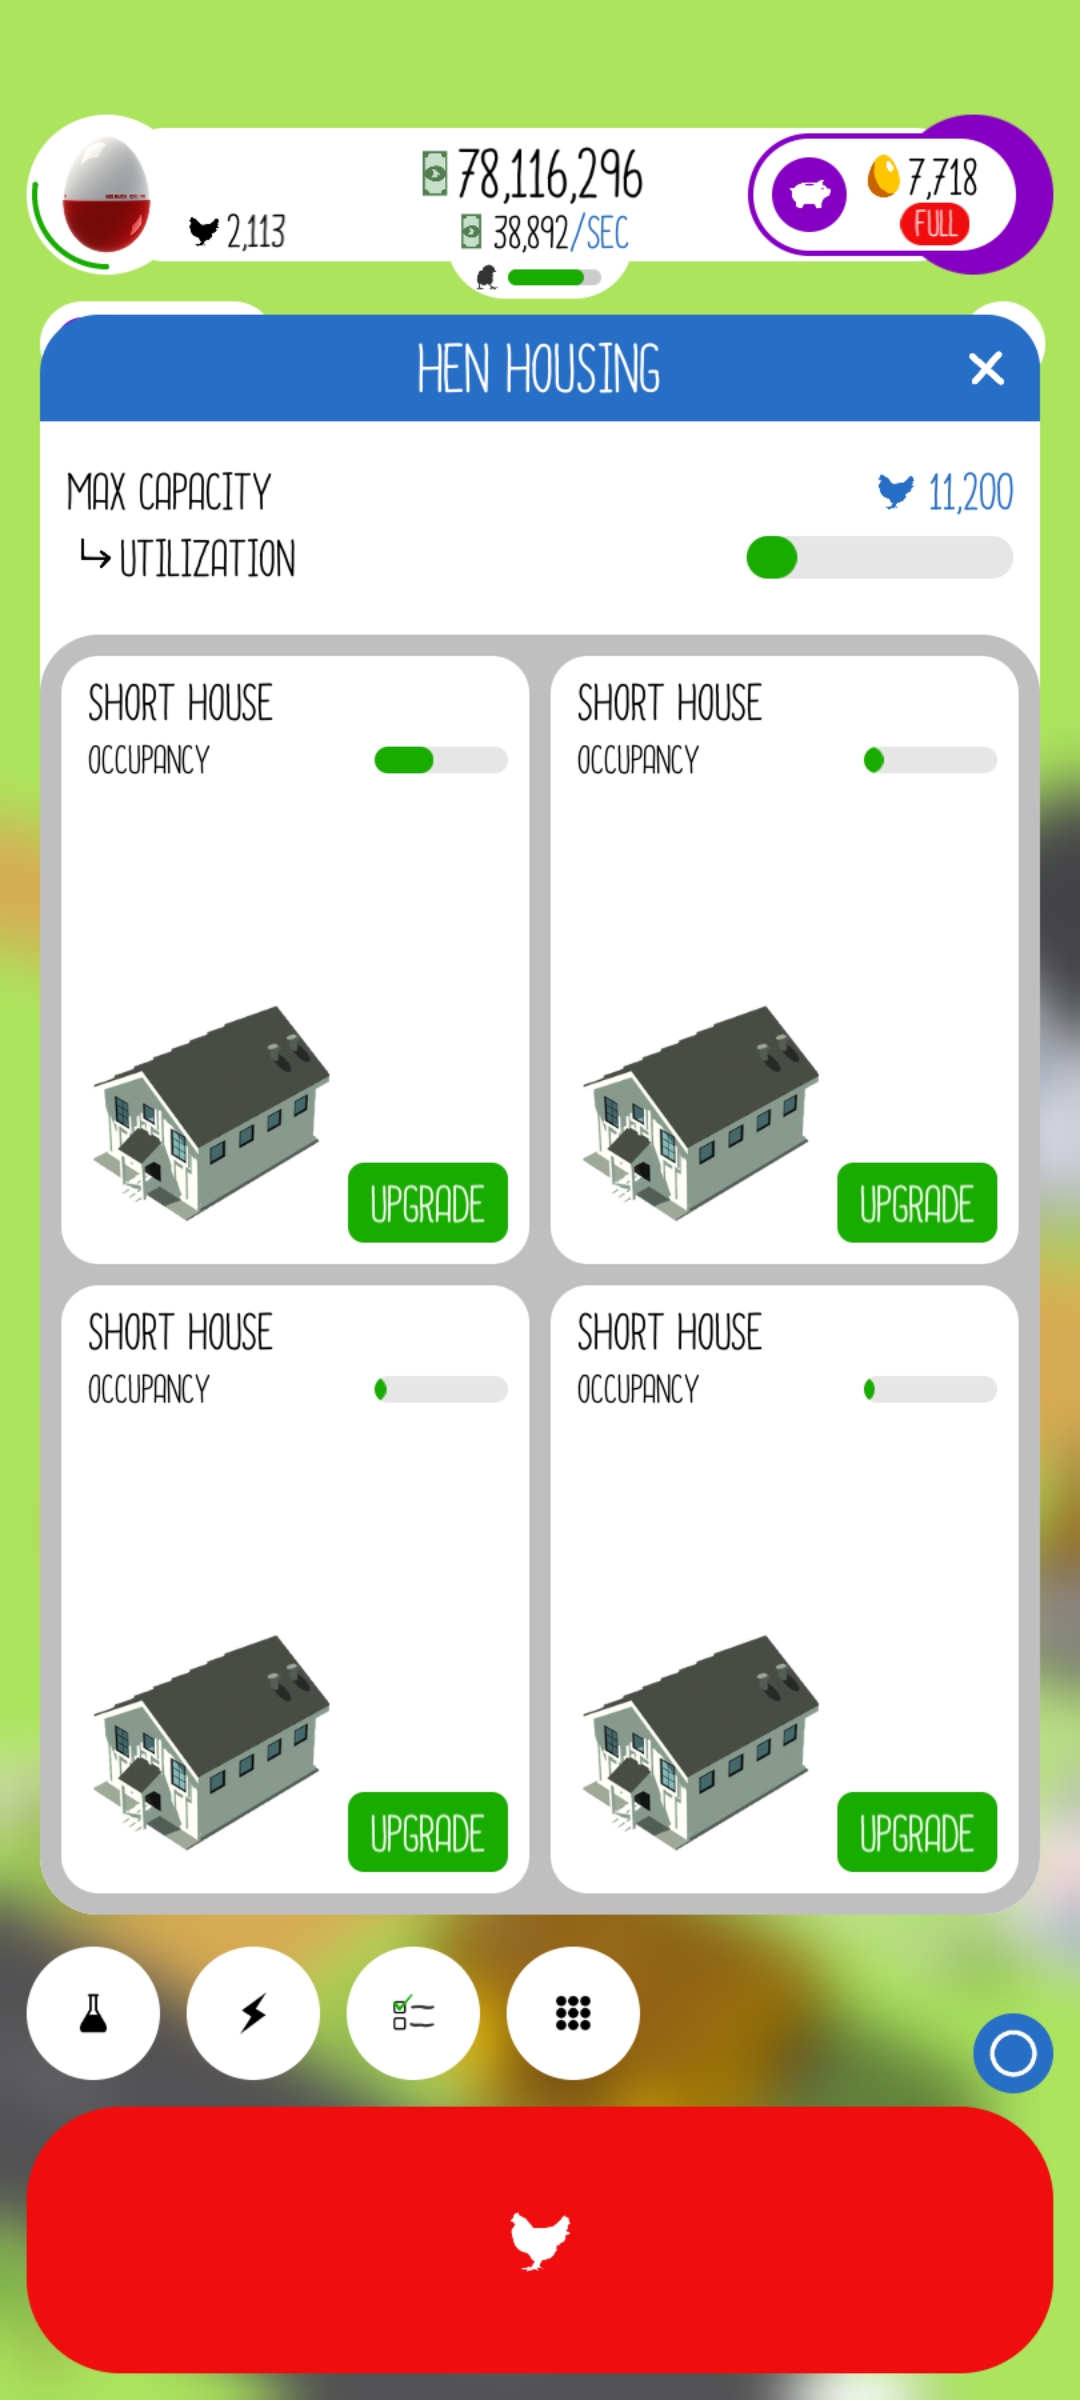 78,116,296
7,718
2,113
38,892/SEC
FULL
HEN HOUSING
MAX CAPACITY
11,200
UTILIZATION
SHORT HOUSE
OCCUPANCY
UPGRADE
SHORT HOUSE
OCCUPANCY
UPGRADE
SHORT HOUSE
OCCUPANCY
UPGRADE
SHORT HOUSE
OCCUPANCY
UPGRADE